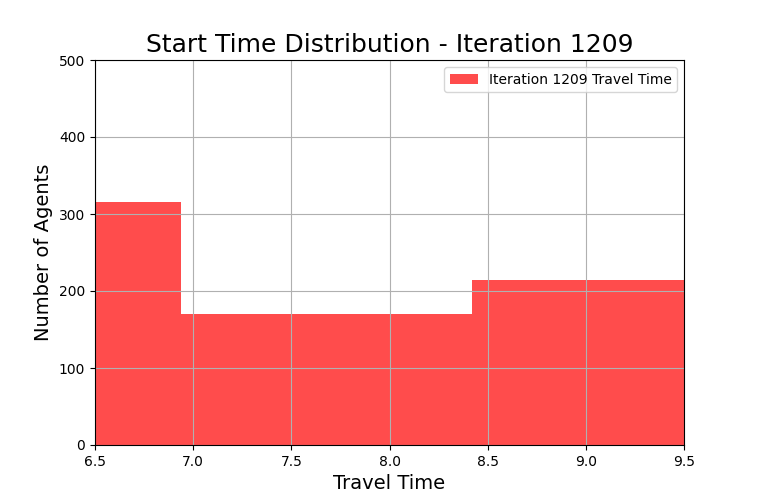 Start Time Distribution - Iteration 1209
500
400
300
200
100
0
Number of Agents
Iteration 1209 Travel Time
6.5 7.0 7.5 8.0 8.5 9.0 9.5
Travel Time